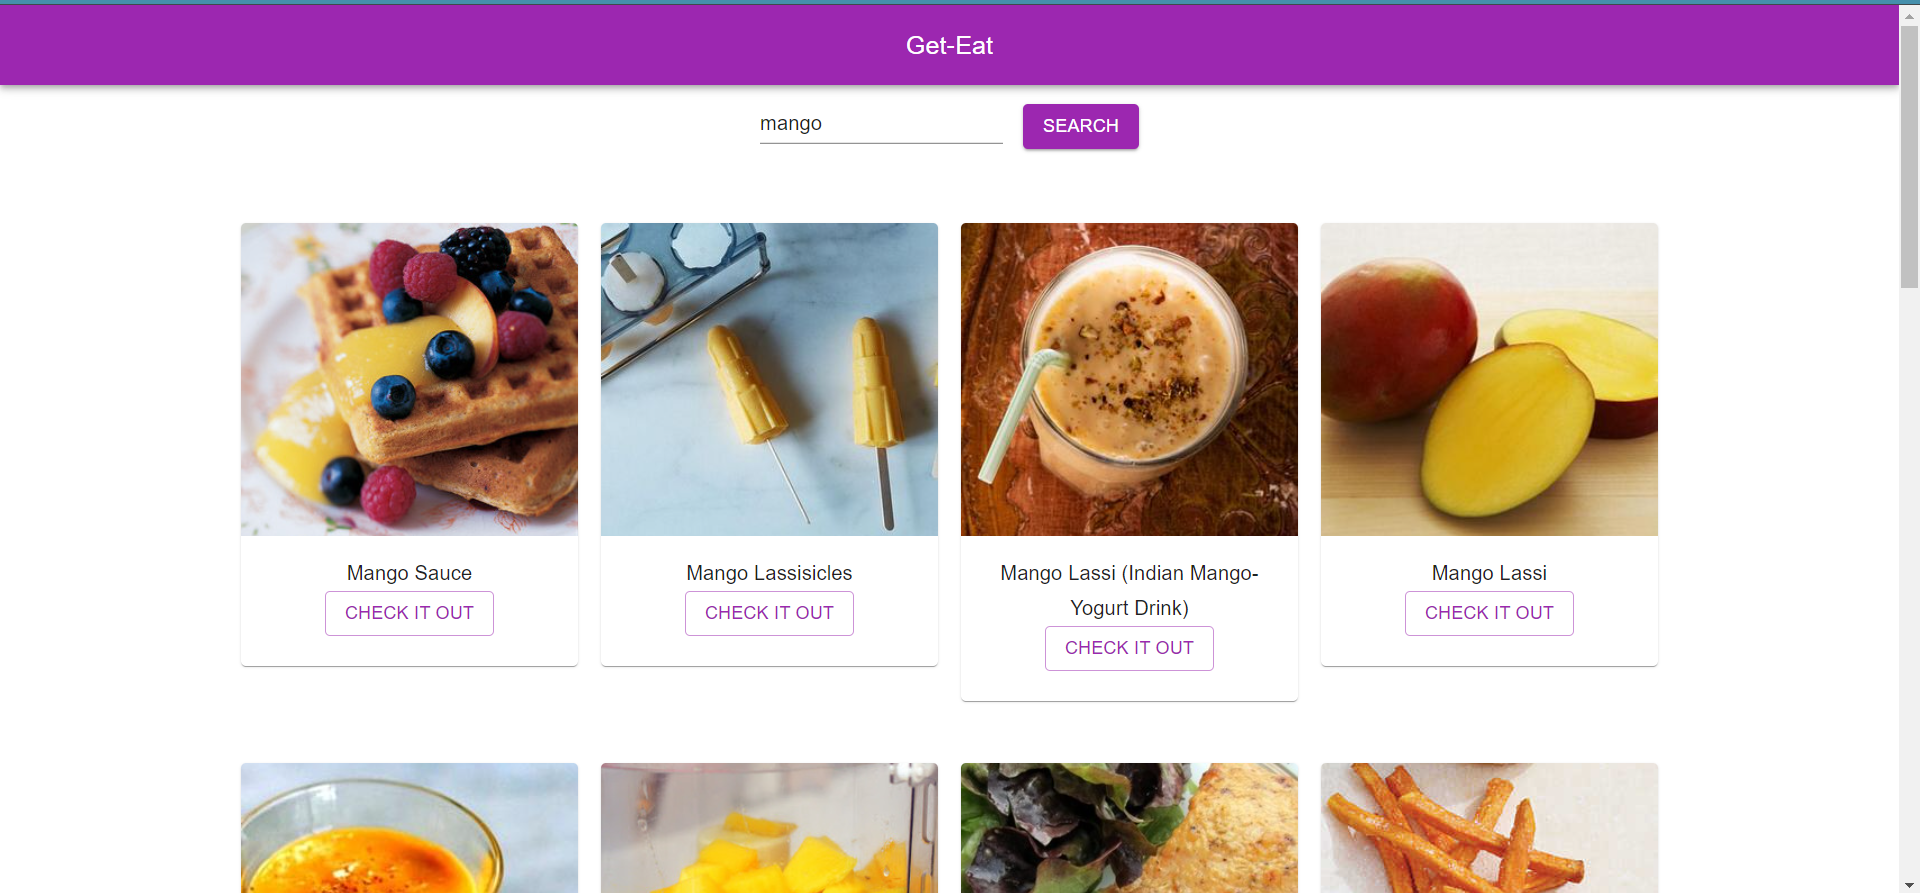 Get-Eat
mango
SEARCH
Mango Sauce
CHECK IT OUT
Mango Lassisicles
CHECK IT OUT
Mango Lassi (Indian Mango-
Yogurt Drink)
CHECK IT OUT
Mango Lassi
CHECK IT OUT